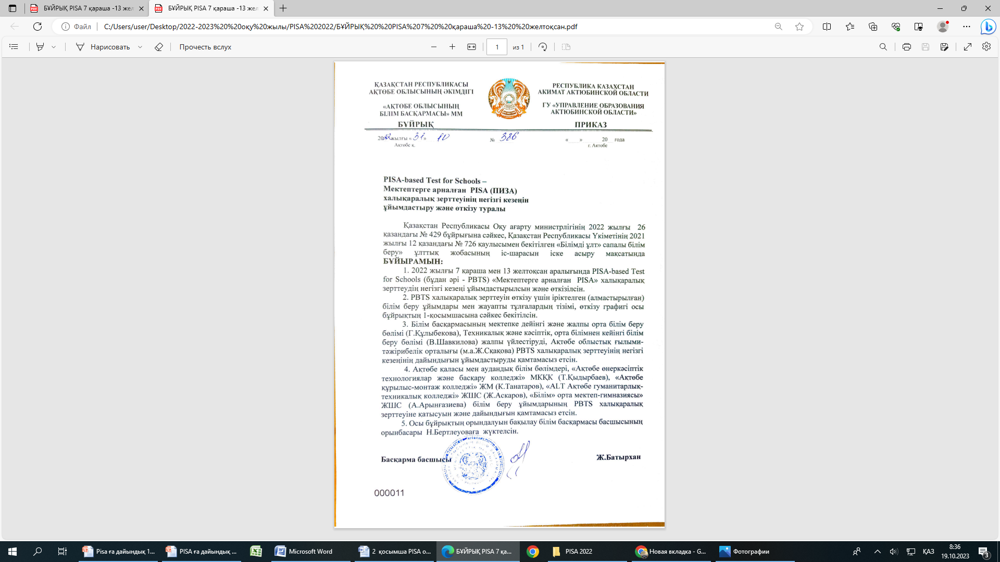 БҰЙРЫҚ PISA 7 қараша -13 жел
БҰЙРЫҚ PISA 7 қараша -13 жел
Файл
C:/Users/user/Desktop/2022-2023%20%20оқу%20жылы/PISA%202022/БҰЙРЫҚ%20%20PISA%207%20%20қараша%20-13%20%20желтоқсан.pdf
Нарисовать
Прочесть вслух
1 из 1
ҚАЗАҚСТАН РЕСПУБЛИКАСЫ
АҚТӨБЕ ОБЛЫСЫНЫҢ ӘКІМДІГІ
«АҚТӨБЕ ОБЛЫСЫНЫҢ
БІЛІМ БАСҚАРМАСЫ» ММ
БҰЙРЫҚ
РЕСПУБЛИКА КАЗАХСТАН
АКИМАТ АКТЮБИНСКОЙ ОБЛАСТИ
ГУ «УПРАВЛЕНИЕ ОБРАЗОВАНИЯ
АКТЮБИНСКОЙ ОБЛАСТИ»
ПРИКАЗ
2022 жылғы «31» 10
Ақтөбе қ.
№ 386
«___» 20 года
г. Актобе
PISA-based Test for Schools –
Мектептерге арналған PISA (ПИЗА)
халықаралық зерттеуінің негізгі кезеңін
ұйымдастыру және өткізу туралы
Қазақстан Республикасы Оқу ағарту министрлігінің 2022 жылғы 26
қазандағы № 429 бұйрығына сәйкес, Қазақстан Республикасы Үкіметінің 2021
жылғы 12 қазандағы № 726 қаулысымен бекітілген «Білімді ұлт» сапалы білім
беру» ұлттық жобасының іс-шарасын іске асыру мақсатында
БҰЙЫРАМЫН:
1. 2022 жылғы 7 қараша мен 13 желтоқсан аралығында PISA-based Test
for Schools (бұдан әрі - PBTS) «Мектептерге арналған PISA» халықаралық
зерттеудің негізгі кезеңі ұйымдастырылсын және өткізілсін.
2. PBTS халықаралық зерттеуін өткізу үшін іріктелген (алмастырылған)
білім беру ұйымдары мен жауапты тұлғалардың тізімі, өткізу графигі осы
бұйрықтың 1-қосымшасына сәйкес бекітілсін.
3. Білім басқармасының мектепке дейінгі және жалпы орта білім беру
бөлімі (Г.Құлыбекова), Техникалық және кәсіптік, орта білімнен кейінгі білім
беру бөлімі (В.Шавкилова) жалпы үйлестіруді, Ақтөбе облыстық ғылыми-
тәжірибелік орталығы (м.а.Ж.Сқақова) PBTS халықаралық зерттеуінің негізгі
кезеңінің дайындығын ұйымдастыруды қамтамасыз етсін.
4. Ақтөбе қаласы мен аудандық білім бөлімдері, «Ақтөбе өнеркәсіптік
технологиялар және басқару колледжі» МКҚК (Т.Қыдырбаев), «Ақтөбе
құрылыс-монтаж колледжі» ЖМ (К.Танатаров), «ALT Ақтөбе гуманитарлық-
техникалық колледжі» ЖШС (Ж.Аскаров), «Білім» орта мектеп-гимназиясы»
ЖШС (А.Арынғазиева) білім беру ұйымдарының PBTS халықаралық
зерттеуіне қатысуын және дайындығын қамтамасыз етсін.
5. Осы бұйрықтың орындалуын бақылау білім басқармасы басшысының
орынбасары Н.Бертлеуоваға жүктелсін.
Басқарма басшысы
Ж.Батырхан
000011
Pisa ға дайындық 1...
PISA ға дайындық ...
Microsoft Word
2 қосымша PISA о...
БҰЙРЫҚ PISA 7 қа...
PISA 2022
Новая вкладка - G...
Фотографии
ҚАЗ
8:36
19.10.2023
3